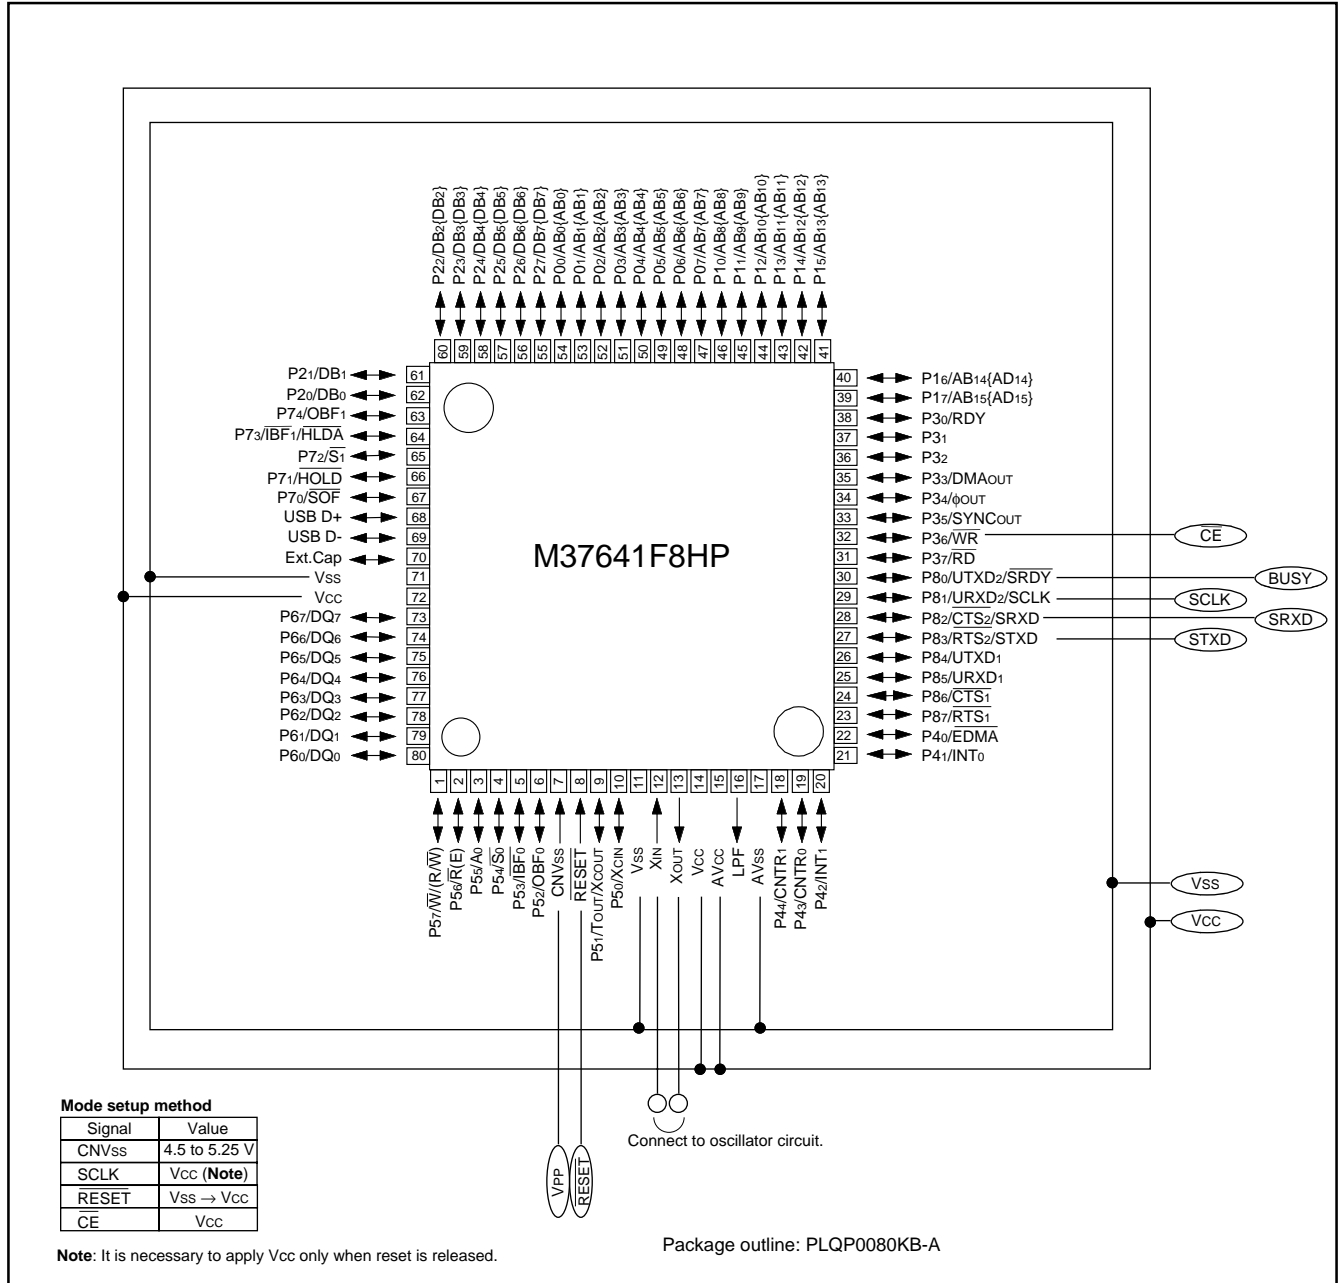 P22/DB2{DB2}
P23/DB3{DB3}
P24/DB4{DB4}
P25/DB5{DB5}
P26/DB6{DB6}
P27/DB7{DB7}
P00/AB0{AB0}
P01/AB1{AB1}
P02/AB2{AB2}
P03/AB3{AB3}
P04/AB4{AB4}
P05/AB5{AB5}
P06/AB6{AB6}
P07/AB7{AB7}
P10/AB8{AB8}
P11/AB9{AB9}
P12/AB10{AB10}
P13/AB11{AB11}
P14/AB12{AB12}
P15/AB13{AB13}
60 59 58 57 56 55 54 53 52 51 50 49 48 47 46 45 44 43 42 41
P21/DB1 61
P20/DB0 62
P74/OBF1 63
P73/IBF1/HLDA 64
P72/S1 65
P71/HOLD 66
P70/SOF 67
USB D+ 68
USB D- 69
Ext.Cap 70
Vss 71
Vcc 72
P67/DQ7 73
P66/DQ6 74
P65/DQ5 75
P64/DQ4 76
P63/DQ3 77
P62/DQ2 78
P61/DQ1 79
P60/DQ0 80
M37641F8HP
40 P16/AB14{AD14}
39 P17/AB15{AD15}
38 P30/RDY
37 P31
36 P32
35 P33/DMAOUT
34 P34/ϕOUT
33 P35/SYNCOUT
32 P36/WR CE
31 P37/RD
30 P80/UTXD2/SRDY BUSY
29 P81/URXD2/SCLK SCLK
28 P82/CTS2/SRXD SRXD
27 P83/RTS2/STXD STXD
26 P84/UTXD1
25 P85/URXD1
24 P86/CTS1
23 P87/RTS1
22 P40/EDMA
21 P41/INT0
1 2 3 4 5 6 7 8 9 10 11 12 13 14 15 16 17 18 19 20
P57/W/(R/W)
P56/R(E)
P55/A0
P54/S0
P53/IBF0
P52/OBF0
CNVss
RESET
P51/TOUT/XCOUT
P50/XCIN
Vss
XIN
XOUT
Vcc
AVcc
LPF
AVss
P44/CNTR1
P43/CNTR0
P42/INT1
Vss
Vcc
Connect to oscillator circuit.
VPP
RESET
Mode setup method
Signal Value
CNVss 4.5 to 5.25 V
SCLK Vcc (Note)
RESET Vss → Vcc
CE Vcc
Note: It is necessary to apply Vcc only when reset is released.
Package outline: PLQP0080KB-A